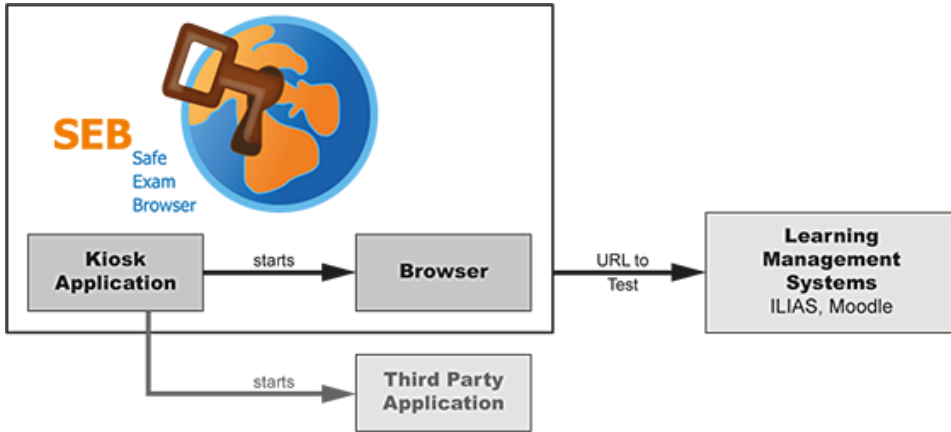 SEB
Safe
Exam
Browser
Kiosk
Application
starts
Browser
URL to
Test
Learning
Management
Systems
ILIAS, Moodle
starts
Third Party
Application